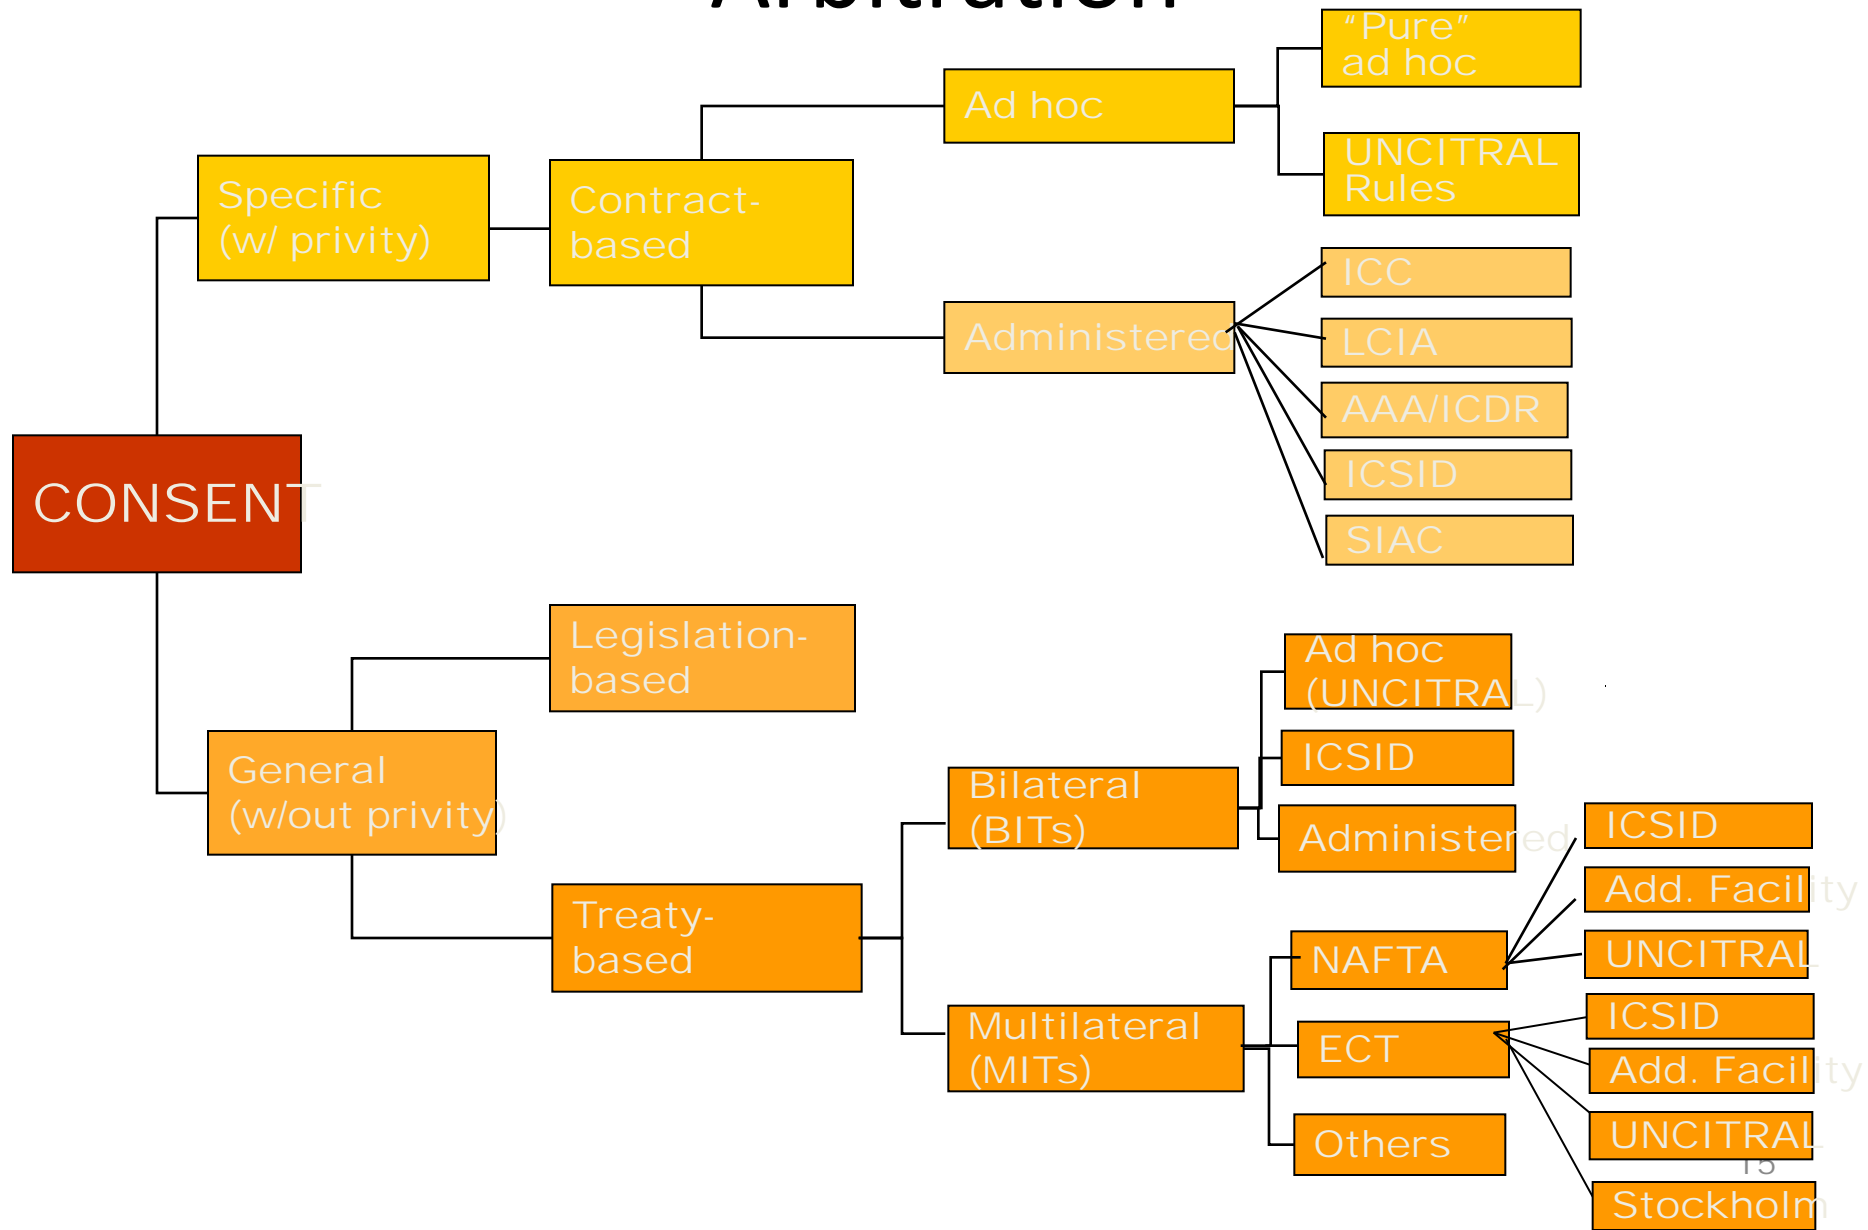 Arbitration
"Pure"
ad hoc
Ad hoc
UNCITRAL
Rules
Specific
(w/ privity)
Contract-
based
ICC
Administered
LCIA
AAA/ICDR
ICSID
SIAC
CONSENT
Legislation-
based
Ad hoc
(UNCITRAL)
General
(w/out privity)
ICSID
Bilateral
(BITs)
Administered
ICSID
Add. Facility
Treaty-
based
NAFTA
UNCITRAL
Multilateral
(MITs)
ICSID
ECT
Add. Facility
Others
UNCITRAL
15
Stockholm